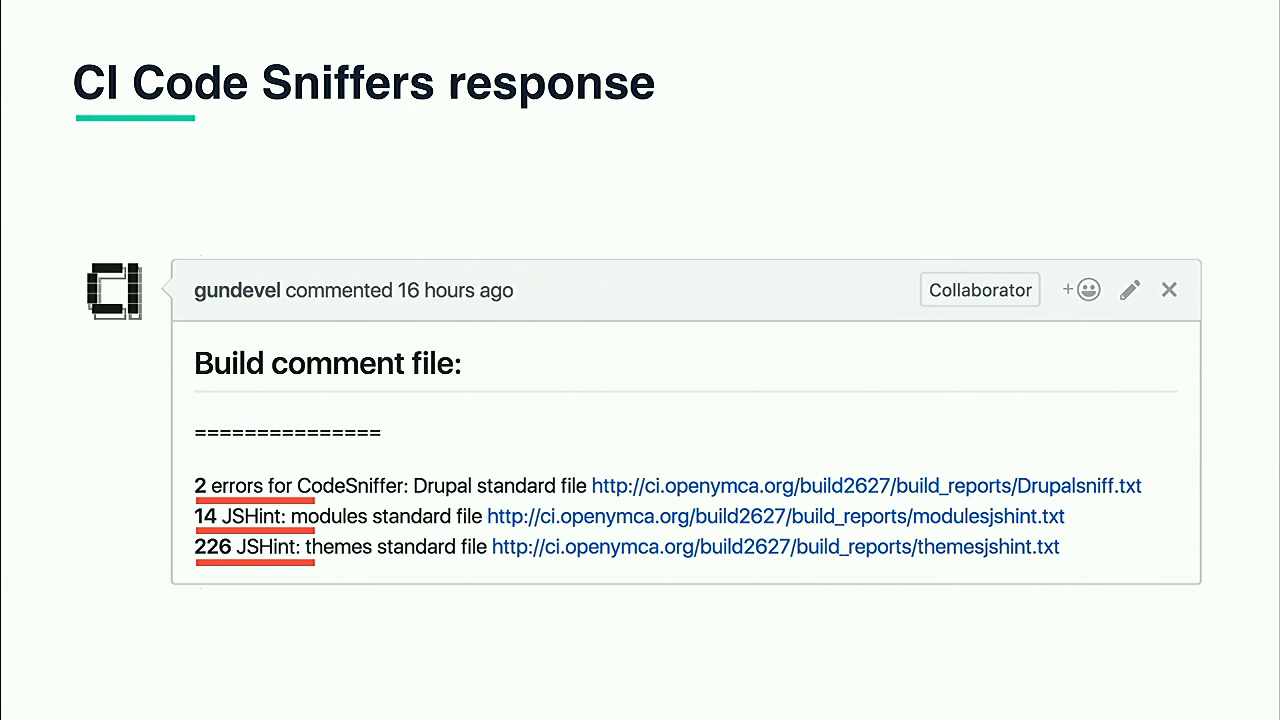 CI Code Sniffers response
CI
gundevel commented 16 hours ago
Collaborator
+
Build comment file:
===============
2 errors for CodeSniffer: Drupal standard file http://ci.openymca.org/build2627/build_reports/Drupalsniff.txt
14 JSHint: modules standard file http://ci.openymca.org/build2627/build_reports/modulesjshint.txt
226 JSHint: themes standard file http://ci.openymca.org/build2627/build_reports/themesjshint.txt